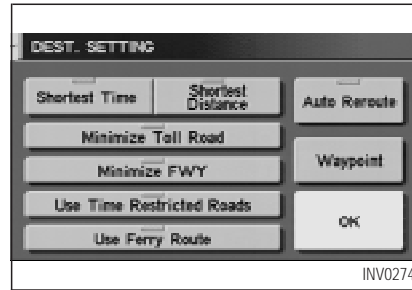 DEST. SETTING
Shortest Time
Shortest
Distance
Auto Reroute
Minimize Toll Road
Minimize FWY
Waypoint
Use Time Restricted Roads
OK
Use Ferry Route
INV0274